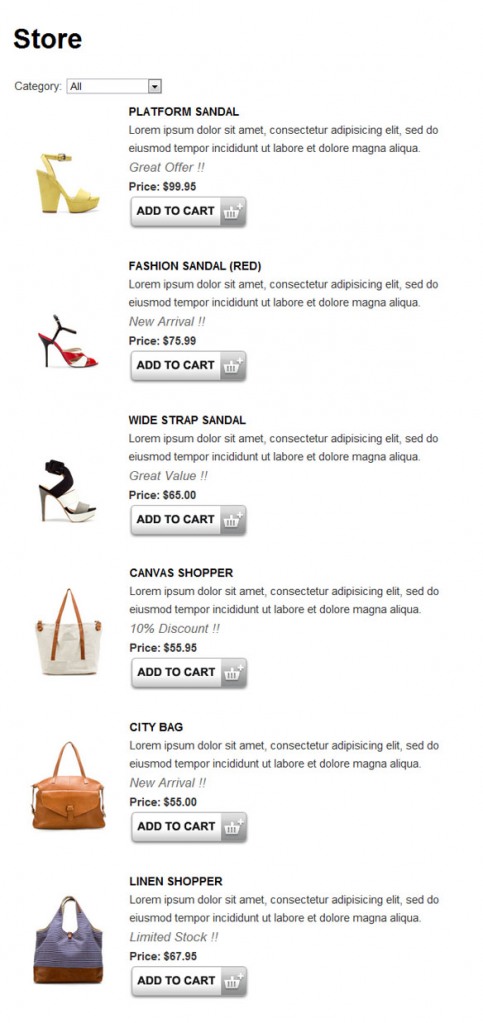 Store
Category: All
PLATFORM SANDAL
Lorem ipsum dolor sit amet, consectetur adipisicing elit, sed do
eiusmod tempor incididunt ut labore et dolore magna aliqua.
Great Offer !!
Price: $99.95
ADD TO CART
FASHION SANDAL (RED)
Lorem ipsum dolor sit amet, consectetur adipisicing elit, sed do
eiusmod tempor incididunt ut labore et dolore magna aliqua.
New Arrival !!
Price: $75.99
ADD TO CART
WIDE STRAP SANDAL
Lorem ipsum dolor sit amet, consectetur adipisicing elit, sed do
eiusmod tempor incididunt ut labore et dolore magna aliqua.
Great Value !!
Price: $65.00
ADD TO CART
CANVAS SHOPPER
Lorem ipsum dolor sit amet, consectetur adipisicing elit, sed do
eiusmod tempor incididunt ut labore et dolore magna aliqua.
10% Discount !!
Price: $55.95
ADD TO CART
CITY BAG
Lorem ipsum dolor sit amet, consectetur adipisicing elit, sed do
eiusmod tempor incididunt ut labore et dolore magna aliqua.
New Arrival !!
Price: $55.00
ADD TO CART
LINEN SHOPPER
Lorem ipsum dolor sit amet, consectetur adipisicing elit, sed do
eiusmod tempor incididunt ut labore et dolore magna aliqua.
Limited Stock !!
Price: $67.95
ADD TO CART